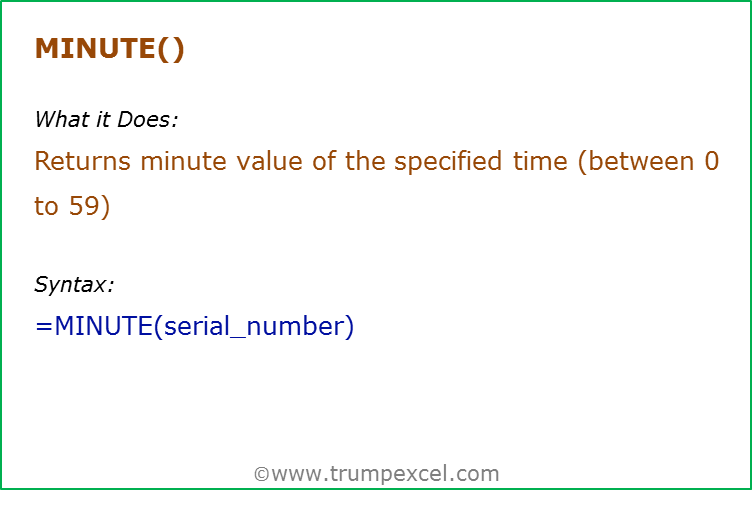 MINUTE()
What it Does:
Returns minute value of the specified time (between 0
to 59)
Syntax:
=MINUTE(serial_number)
©www.trumpexcel.com